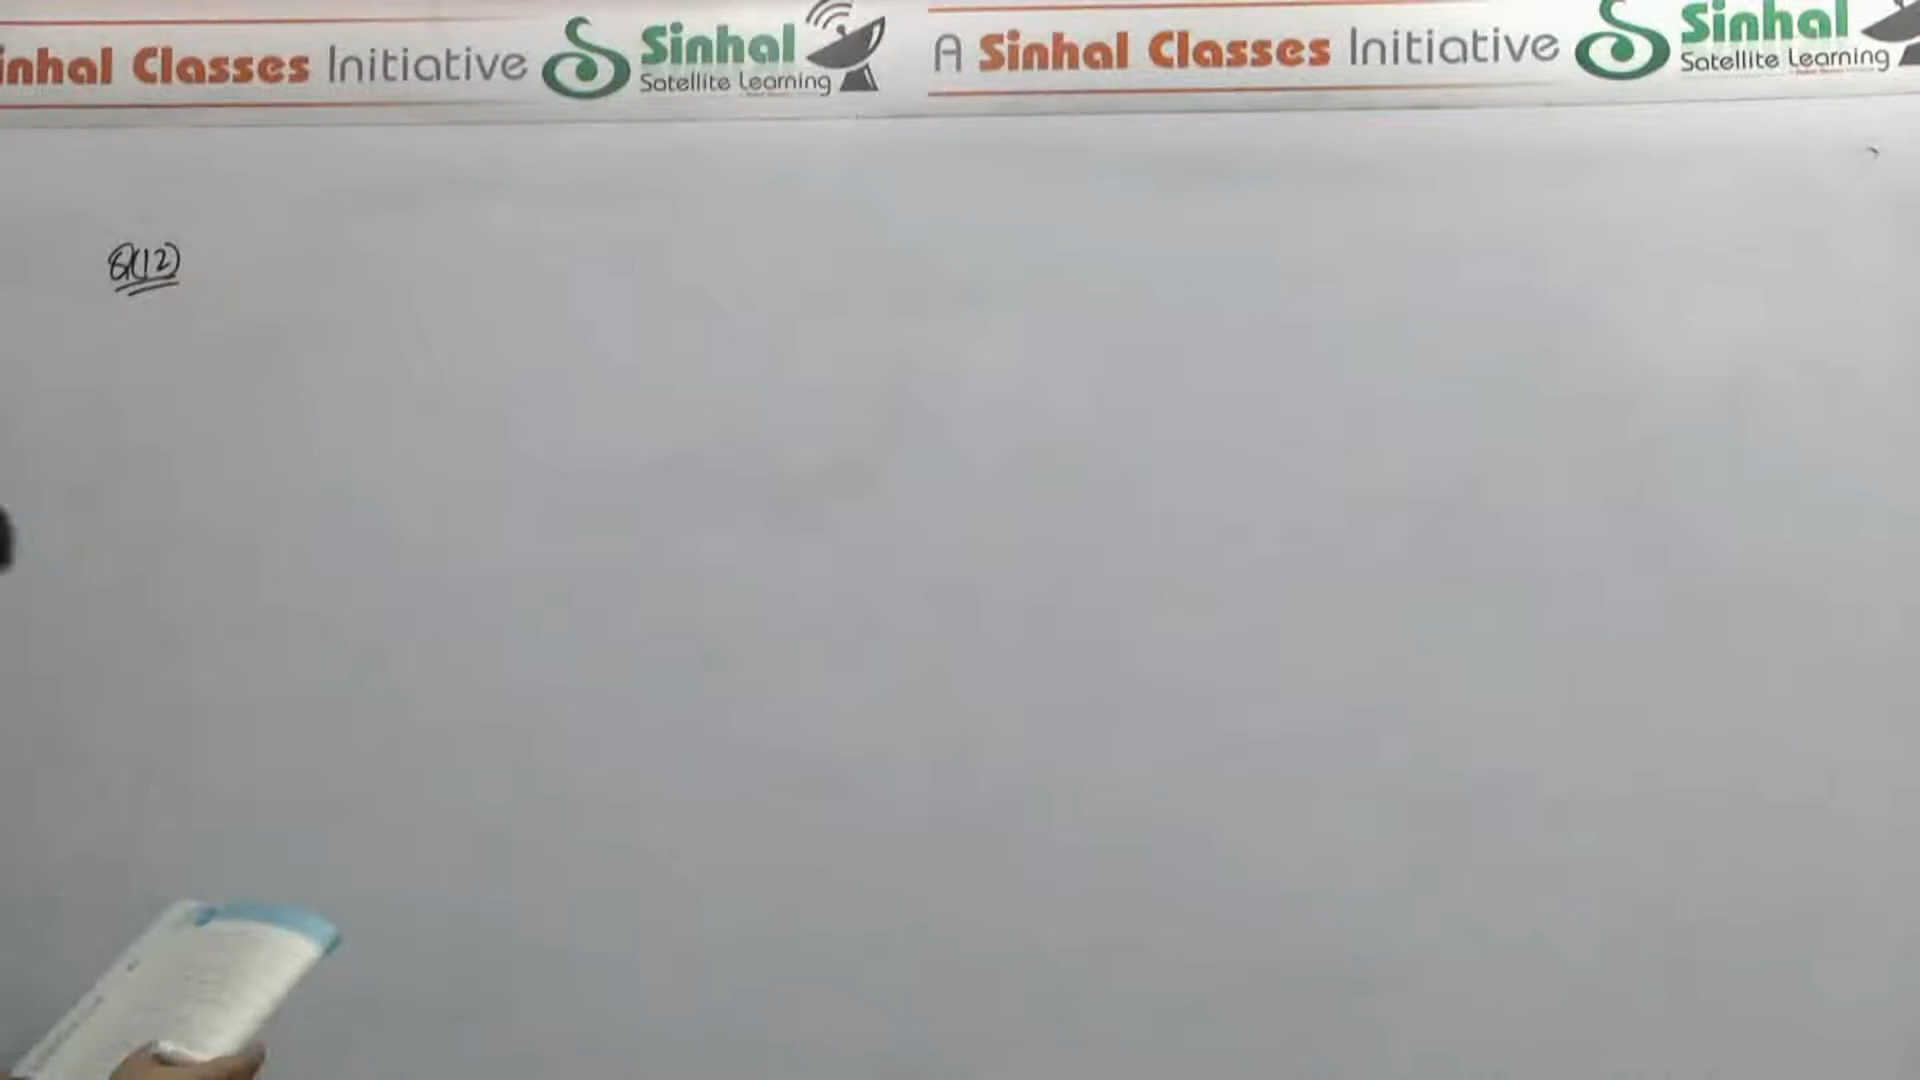 inhal Classes Initiative Sinhal A Sinhal Classes Initiative Sinhal
Satellite Learning Satellite Learning
Q(12)